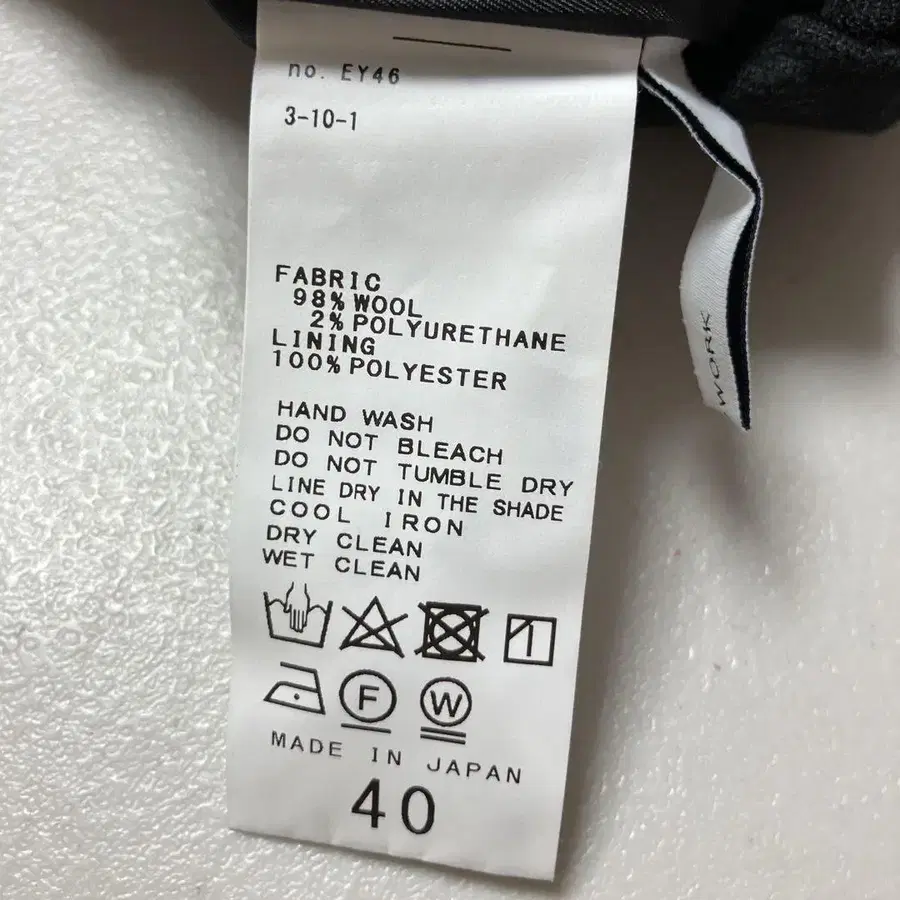 no. EY46
3-10-1
FABRIC
98% WOOL
2% POLYURETHANE
LINING
100% POLYESTER
HAND WASH
DO NOT BLEACH
DO NOT TUMBLE DRY
LINE DRY IN THE SHADE
COOL IRON
DRY CLEAN
WET CLEAN
F W
MADE IN JAPAN
40
WORK